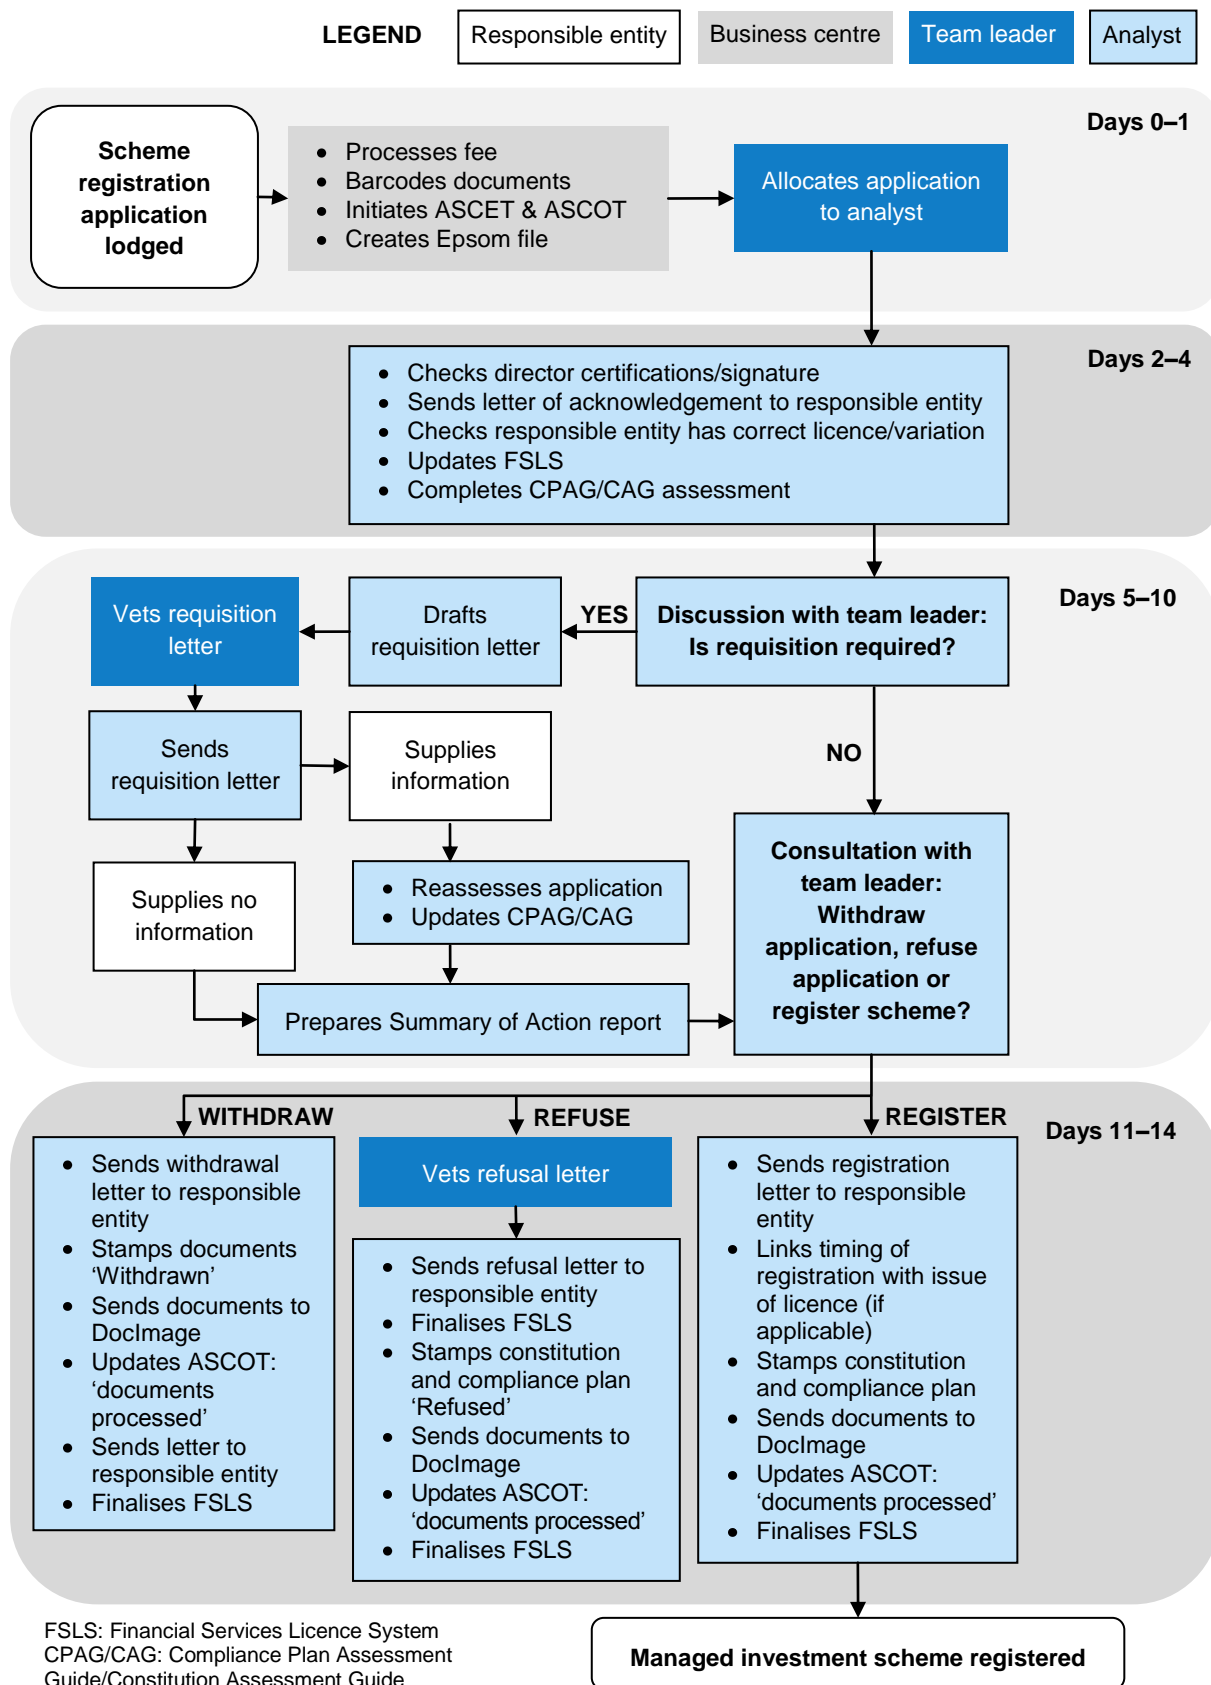 LEGEND
Responsible entity
Business centre
Team leader
Analyst
Days 0–1
Scheme
registration
application
lodged
• Processes fee
• Barcodes documents
• Initiates ASCET & ASCOT
• Creates Epsom file
Allocates application
to analyst
Days 2–4
• Checks director certifications/signature
• Sends letter of acknowledgement to responsible entity
• Checks responsible entity has correct licence/variation
• Updates FSLS
• Completes CPAG/CAG assessment
Days 5–10
Discussion with team leader:
Is requisition required?
YES
Drafts
requisition letter
Vets requisition
letter
Sends
requisition letter
Supplies
information
NO
Supplies no
information
• Reassesses application
• Updates CPAG/CAG
Prepares Summary of Action report
Consultation with
team leader:
Withdraw
application, refuse
application or
register scheme?
Days 11–14
WITHDRAW
• Sends withdrawal
letter to responsible
entity
• Stamps documents
‘Withdrawn’
• Sends documents to
DocImage
• Updates ASCOT:
‘documents
processed’
• Sends letter to
responsible entity
• Finalises FSLS
REFUSE
Vets refusal letter
• Sends refusal letter to
responsible entity
• Finalises FSLS
• Stamps constitution
and compliance plan
‘Refused’
• Sends documents to
DocImage
• Updates ASCOT:
‘documents processed’
• Finalises FSLS
REGISTER
• Sends registration
letter to responsible
entity
• Links timing of
registration with issue
of licence (if
applicable)
• Stamps constitution
and compliance plan
• Sends documents to
DocImage
• Updates ASCOT:
‘documents processed’
• Finalises FSLS
Managed investment scheme registered
FSLS: Financial Services Licence System
CPAG/CAG: Compliance Plan Assessment
Guide/Constitution Assessment Guide